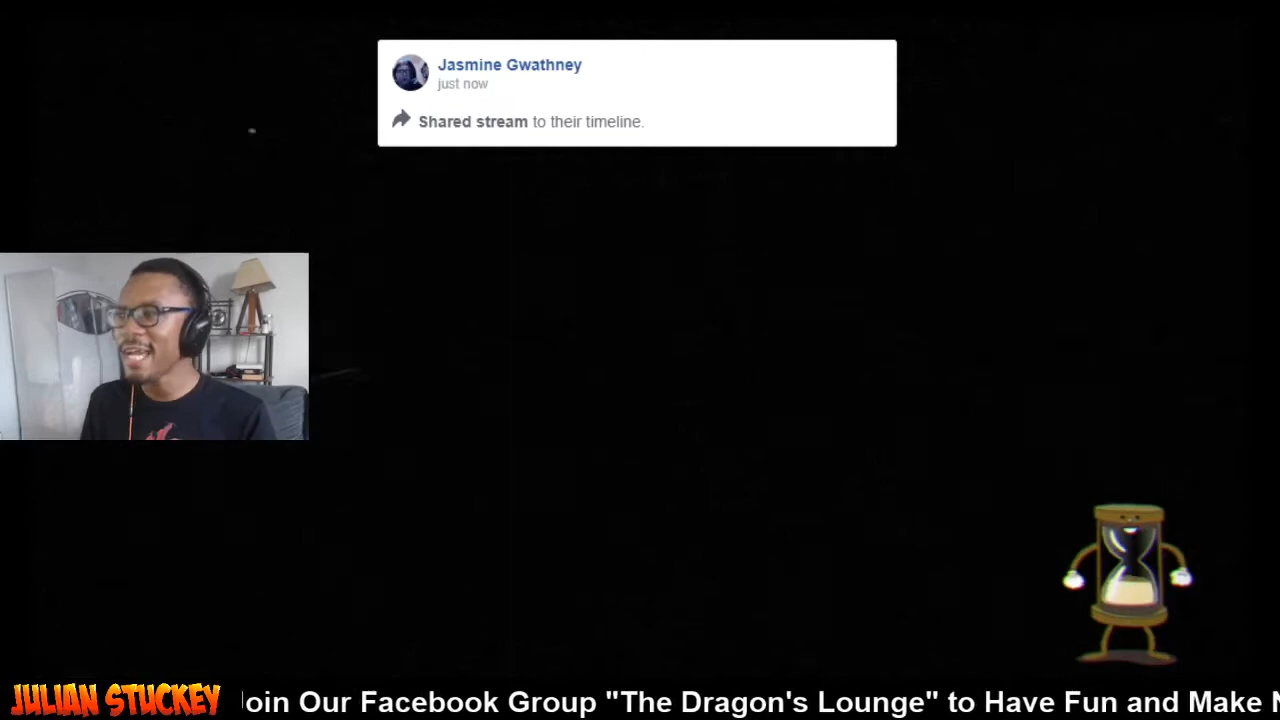 Jasmine Gwathney
just now
Shared stream to their timeline.
JULIAN STUCKEY
Join Our Facebook Group "The Dragon's Lounge" to Have Fun and Make